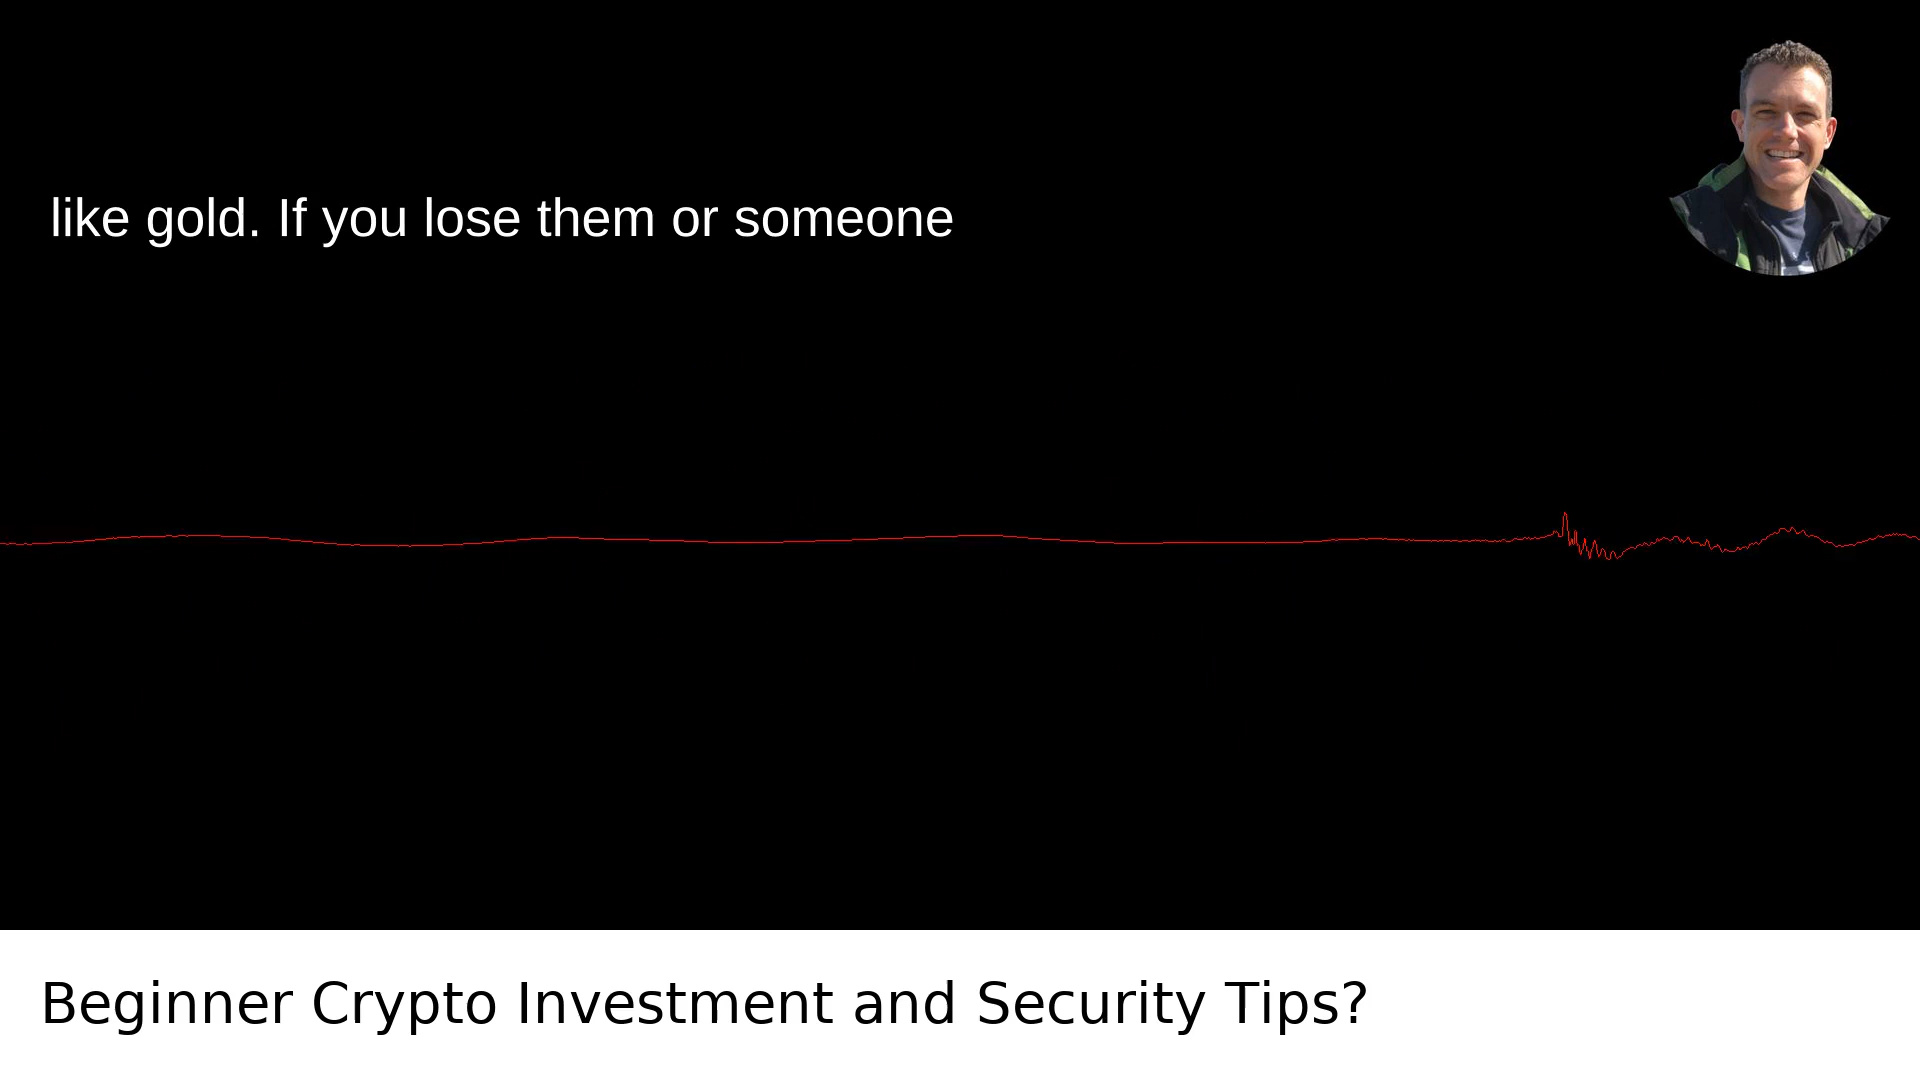 like gold. If you lose them or someone
Beginner Crypto Investment and Security Tips?